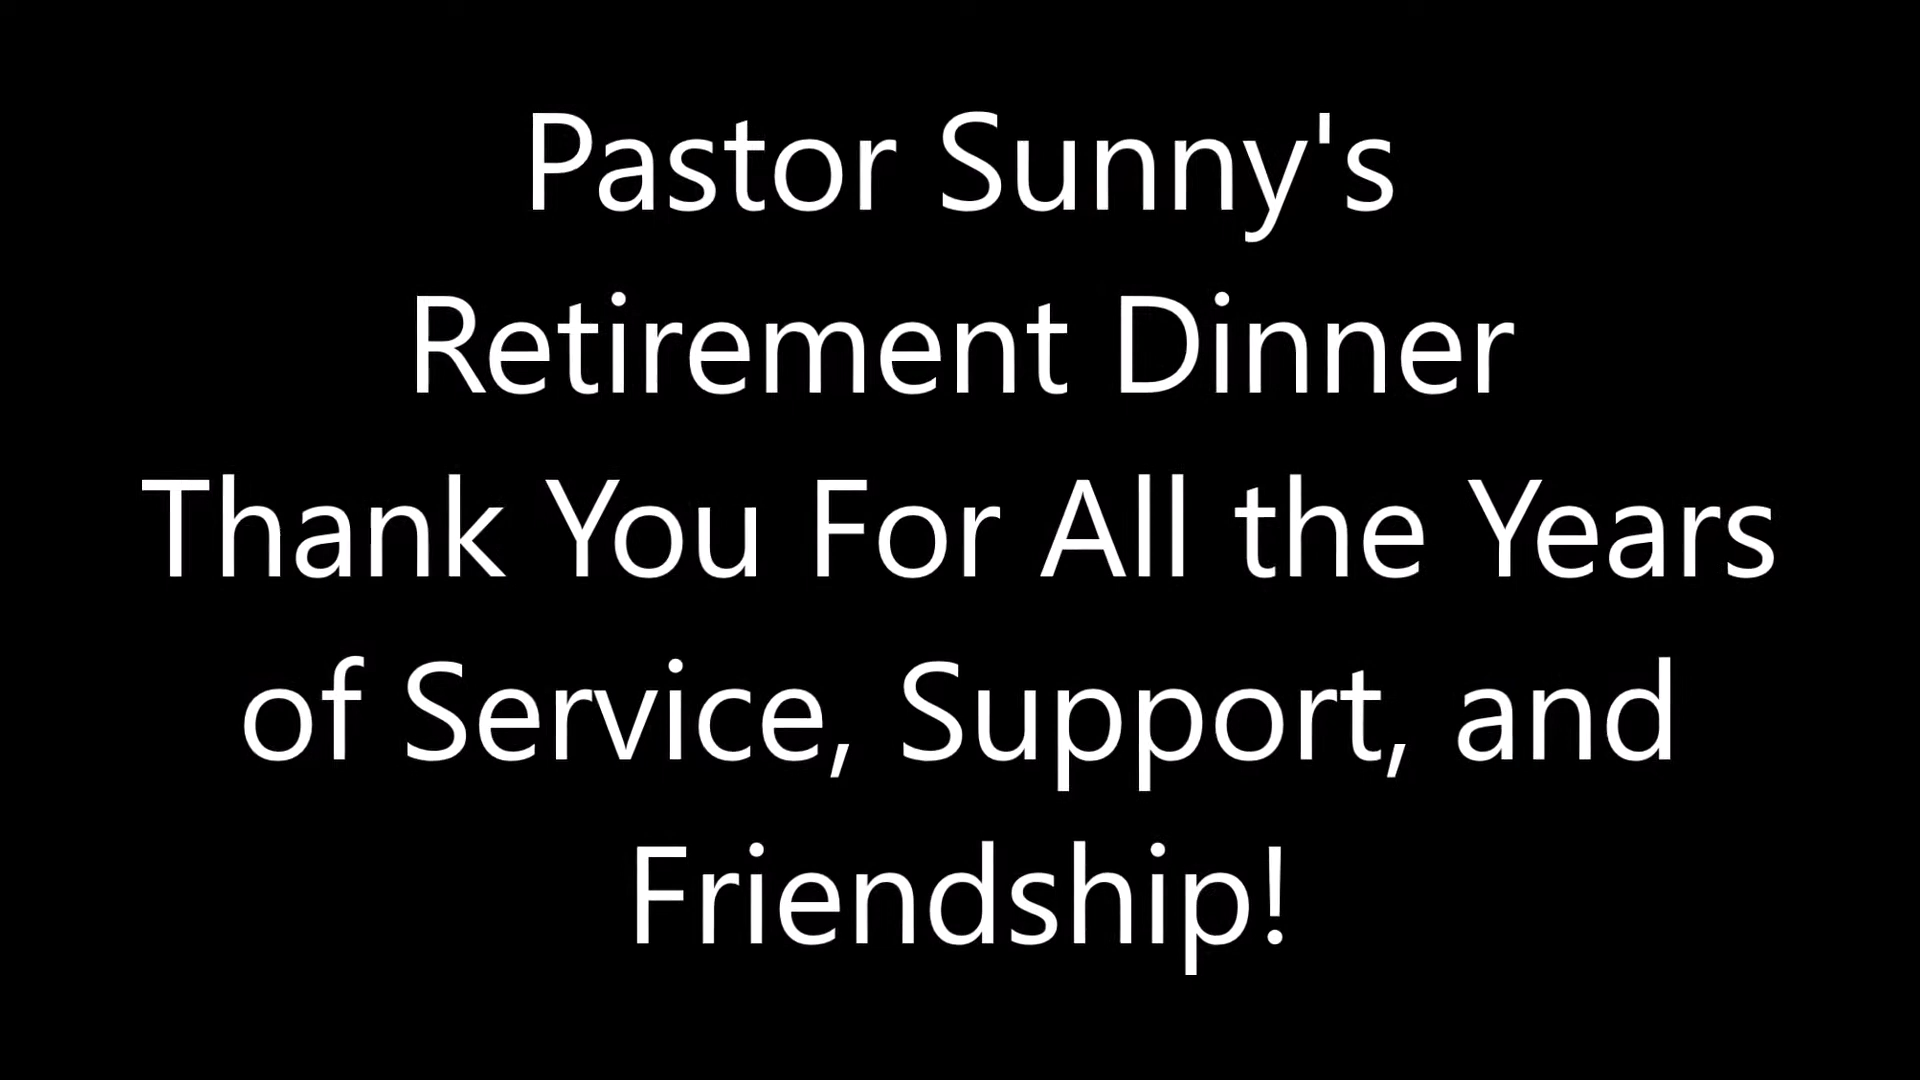 Pastor Sunny's
Retirement Dinner
Thank You For All the Years
of Service, Support, and
Friendship!